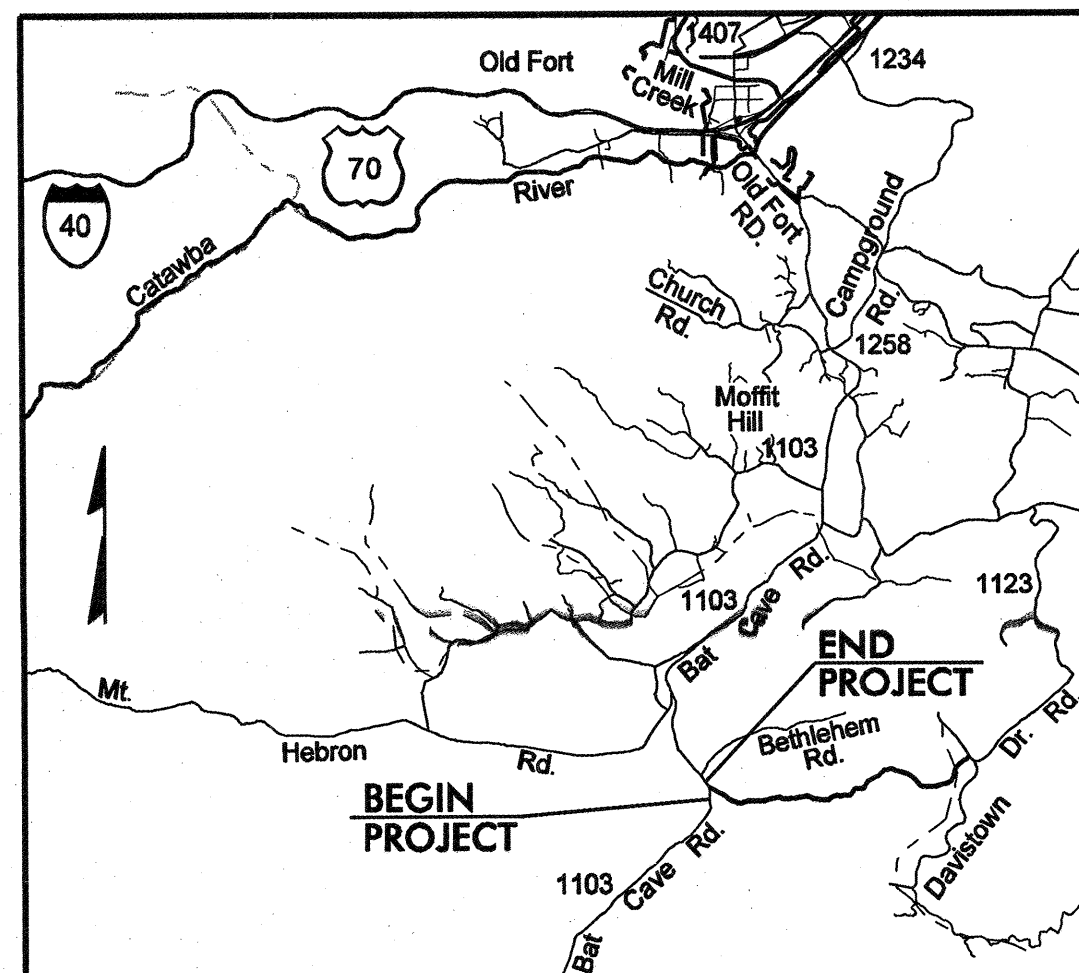 1407
Old Fort
1234
Mill
Creek
70
River
Old Fort
RD.
40
Catawba
Campground
Rd.
Church
Rd.
1258
Moffit
Hill
1103
1103
Bat Cave Rd.
1123
END
PROJECT
Mt. Hebron Rd.
Bethlehem
Rd.
Davistown Dr. Rd.
BEGIN
PROJECT
1103
Bat Cave Rd.